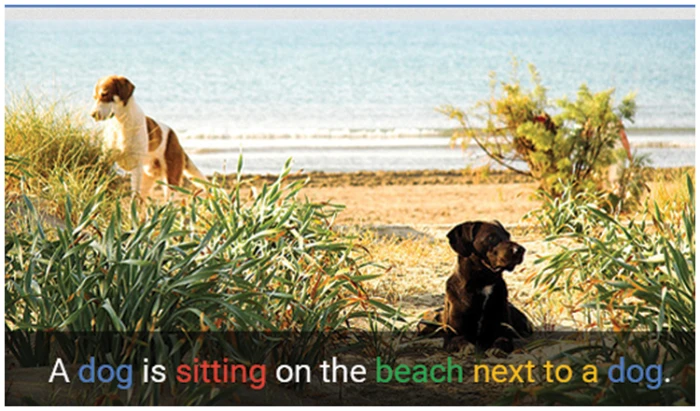 A dog is sitting on the beach next to a dog.